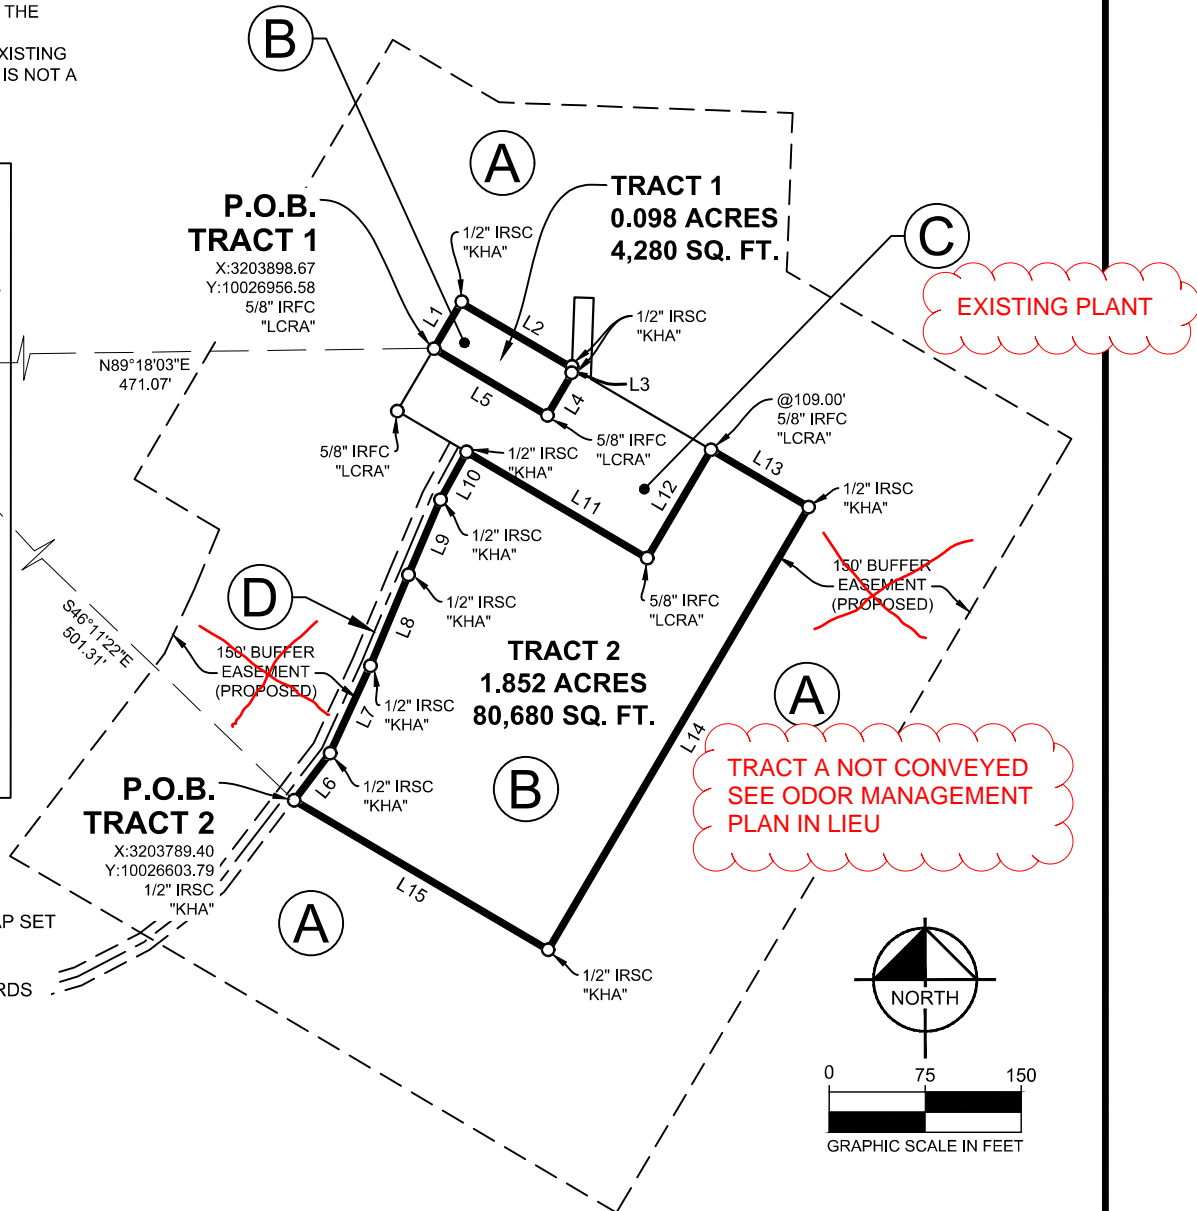 THE
XISTING
IS NOT A
B
A
TRACT 1
0.098 ACRES
4,280 SQ. FT.
P.O.B.
TRACT 1
X:3203898.67
Y:10026956.58
5/8" IRFC
"LCRA"
1/2" IRSC
"KHA"
C
EXISTING PLANT
L1
L2
1/2" IRSC
"KHA"
L3
L4
L5
N89°18'03"E
471.07'
@109.00'
5/8" IRFC
"LCRA"
5/8" IRFC
"LCRA"
5/8" IRFC
"LCRA"
1/2" IRSC
"KHA"
L10
L11
L12
L13
1/2" IRSC
"KHA"
L9
1/2" IRSC
"KHA"
150' BUFFER
EASEMENT
(PROPOSED)
5/8" IRFC
"LCRA"
D
1/2" IRSC
"KHA"
S46°11'22"E
501.31'
L8
150' BUFFER
EASEMENT
(PROPOSED)
TRACT 2
1.852 ACRES
80,680 SQ. FT.
A
1/2" IRSC
"KHA"
L7
L14
TRACT A NOT CONVEYED
SEE ODOR MANAGEMENT
PLAN IN LIEU
P.O.B.
TRACT 2
X:3203789.40
Y:10026603.79
1/2" IRSC
"KHA"
L6
1/2" IRSC
"KHA"
B
L15
A
P SET
RDS
1/2" IRSC
"KHA"
NORTH
0 75 150
GRAPHIC SCALE IN FEET